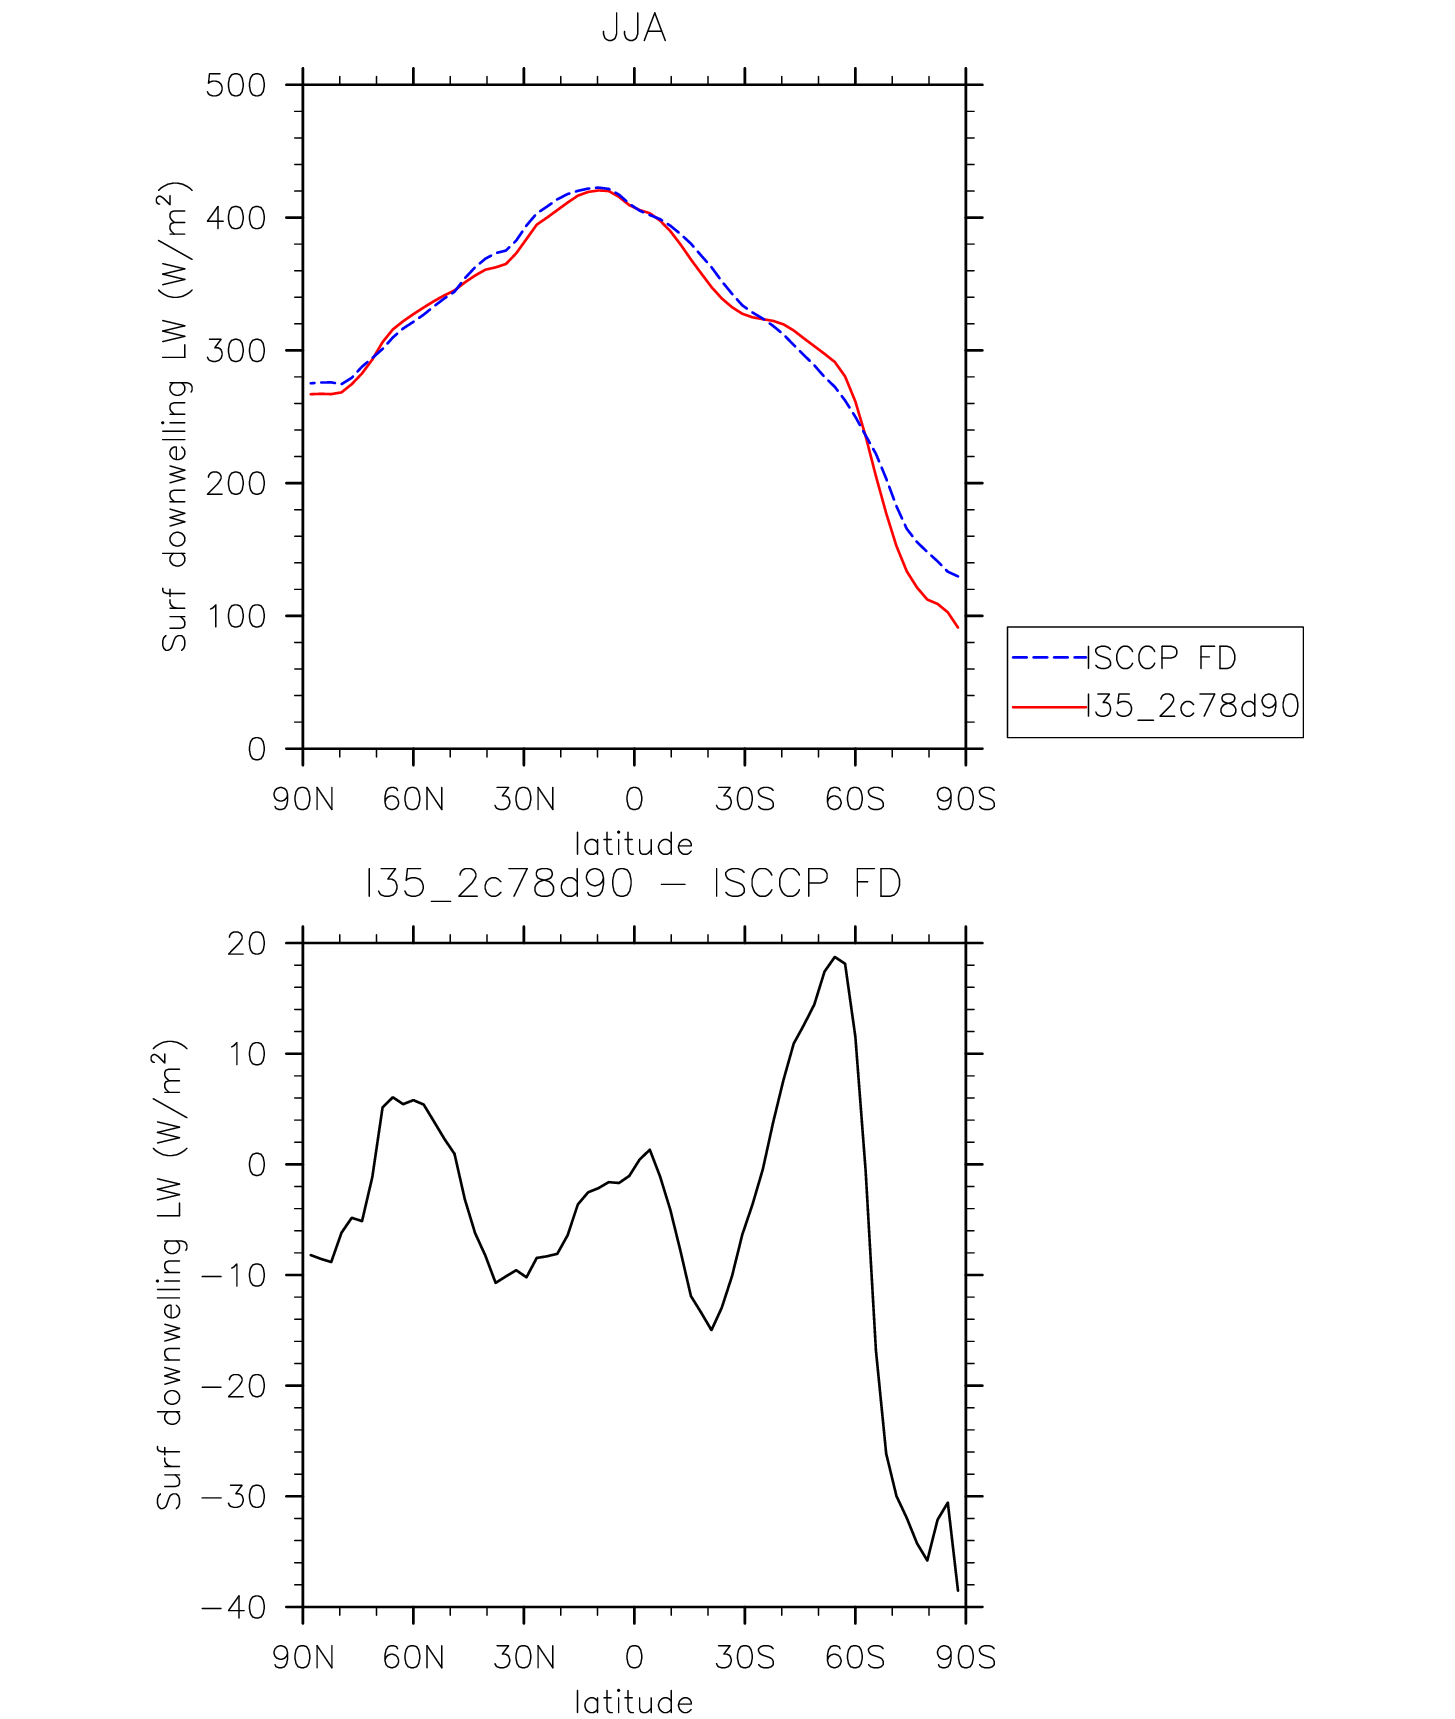 JJA
500
400
300
200
100
0
Surf downwelling LW (W/m²)
90N 60N 30N 0 30S 60S 90S
latitude
ISCCP FD
I35_2c78d90
I35_2c78d90 − ISCCP FD
20
10
0
−10
−20
−30
−40
Surf downwelling LW (W/m²)
90N 60N 30N 0 30S 60S 90S
latitude